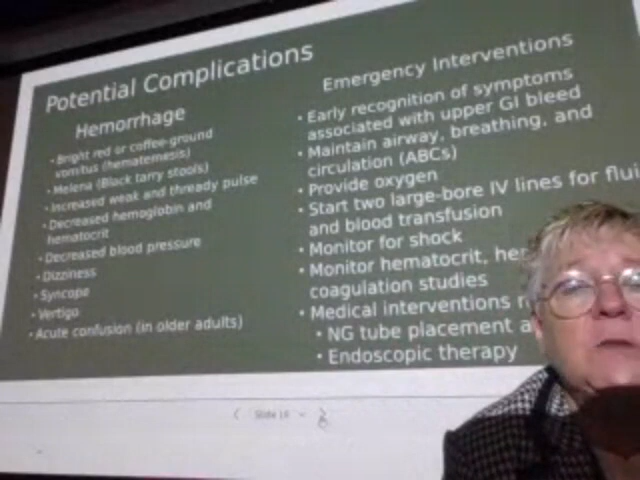 Potential Complications
Hemorrhage
• Bright red or coffee-ground
vomitus (hematemesis)
• Melena (Black tarry stools)
• Increased weak and thready pulse
• Decreased hemoglobin and
hematocrit
• Decreased blood pressure
• Dizziness
• Syncope
• Vertigo
• Acute confusion (in older adults)
Emergency Interventions
• Early recognition of symptoms
associated with upper GI bleed
• Maintain airway, breathing, and
circulation (ABCs)
• Provide oxygen
• Start two large-bore IV lines for
and blood transfusion
• Monitor for shock
• Monitor hematocrit,
coagulation studies
• Medical interventions
• NG tube placement
• Endoscopic therapy